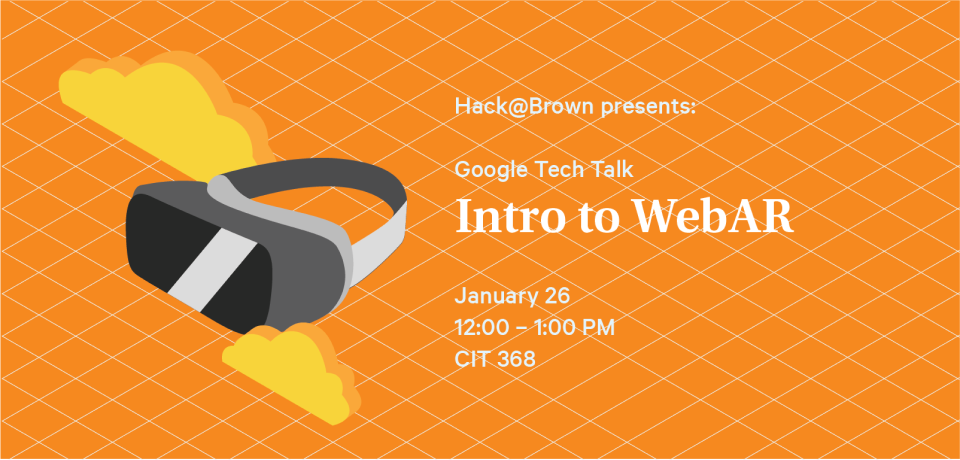 Hack@Brown presents:
Google Tech Talk
Intro to WebAR
January 26
12:00 – 1:00 PM
CIT 368